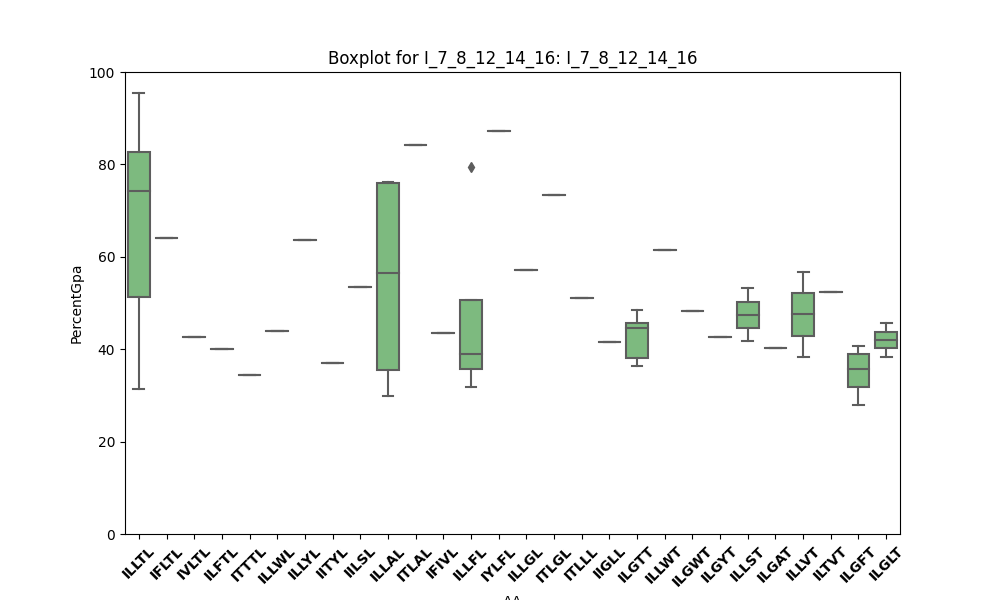 Boxplot for I_7_8_12_14_16: I_7_8_12_14_16
100
80
60
40
20
0
PercentGpa
ILLTL IFLTL IVLTL ILFTL ITTTL ILLWL ILLYL IITYL IILSL ILLAL ITLAL IFIVL ILLFL IYLFL ILLGL ITLGL ITLLL IIGLL ILGTT ILLWT ILGWT ILGYT ILLST ILGAT ILLVT ILTVT ILGFT ILGLT
AA